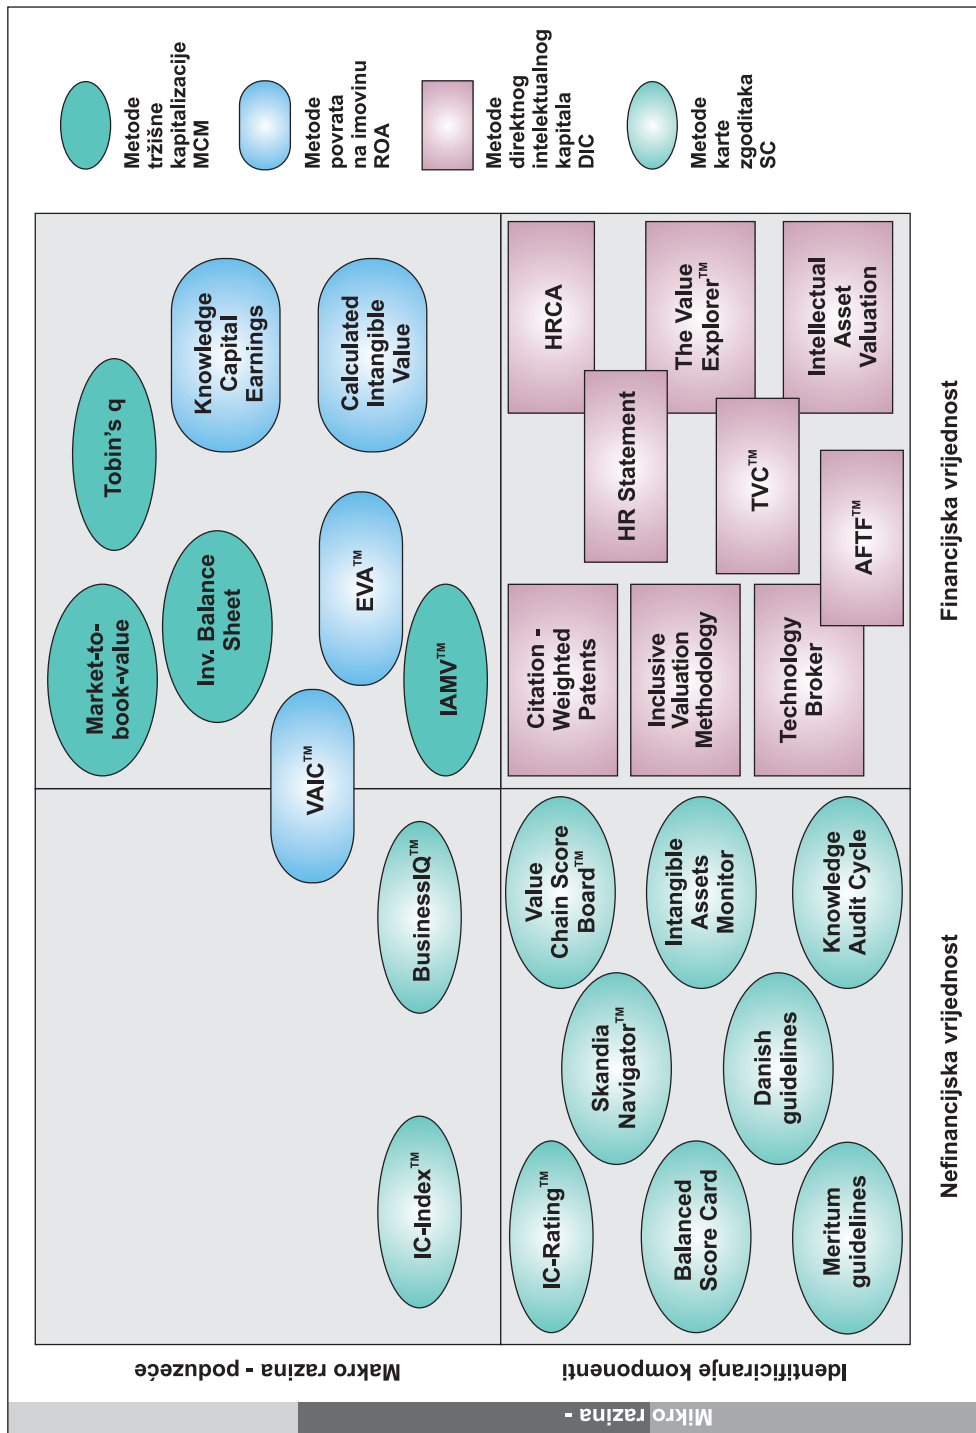 Metode
tržišne
kapitalizacije
MCM
Metode
povrata
na imovinu
ROA
Metode
direktnog
intelektualnog
kapitala
DIC
Metode
karte
zgoditaka
SC
Makro razina - poduzeće
Market-to-
book-value
Tobin's q
Inv. Balance
Sheet
Knowledge
Capital
Earnings
VAIC™
EVA™
Calculated
Intangible
Value
IC-Index™
BusinessIQ™
IAMV™
Mikro razina -
Identificiranje komponenti
IC-Rating™
Skandia
Navigator™
Value
Chain Score
Board™
Balanced
Score Card
Intangible
Assets
Monitor
Danish
guidelines
Meritum
guidelines
Knowledge
Audit Cycle
Citation -
Weighted
Patents
HRCA
HR Statement
Inclusive
Valuation
Methodology
The Value
Explorer™
TVC™
Technology
Broker
AFTF™
Intellectual
Asset
Valuation
Nefinancijska vrijednost
Financijska vrijednost